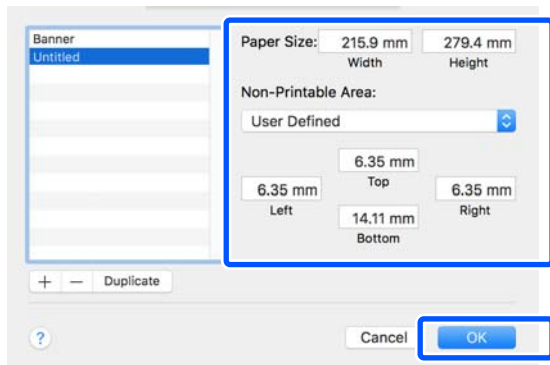 Banner
Untitled
+ − Duplicate
Paper Size: 215.9 mm 279.4 mm
Width Height
Non-Printable Area:
User Defined
6.35 mm
Top
6.35 mm 6.35 mm
Left Right
14.11 mm
Bottom
? Cancel OK